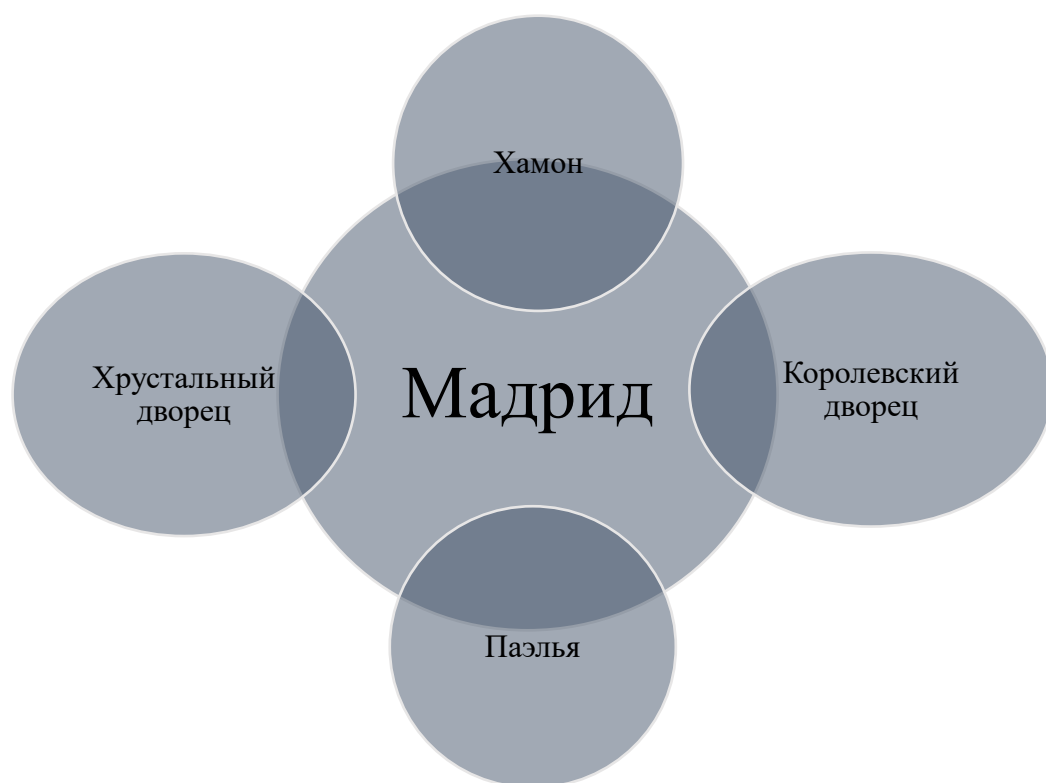 Хамон
Хрустальный
дворец
Мадрид
Королевский
дворец
Паэлья